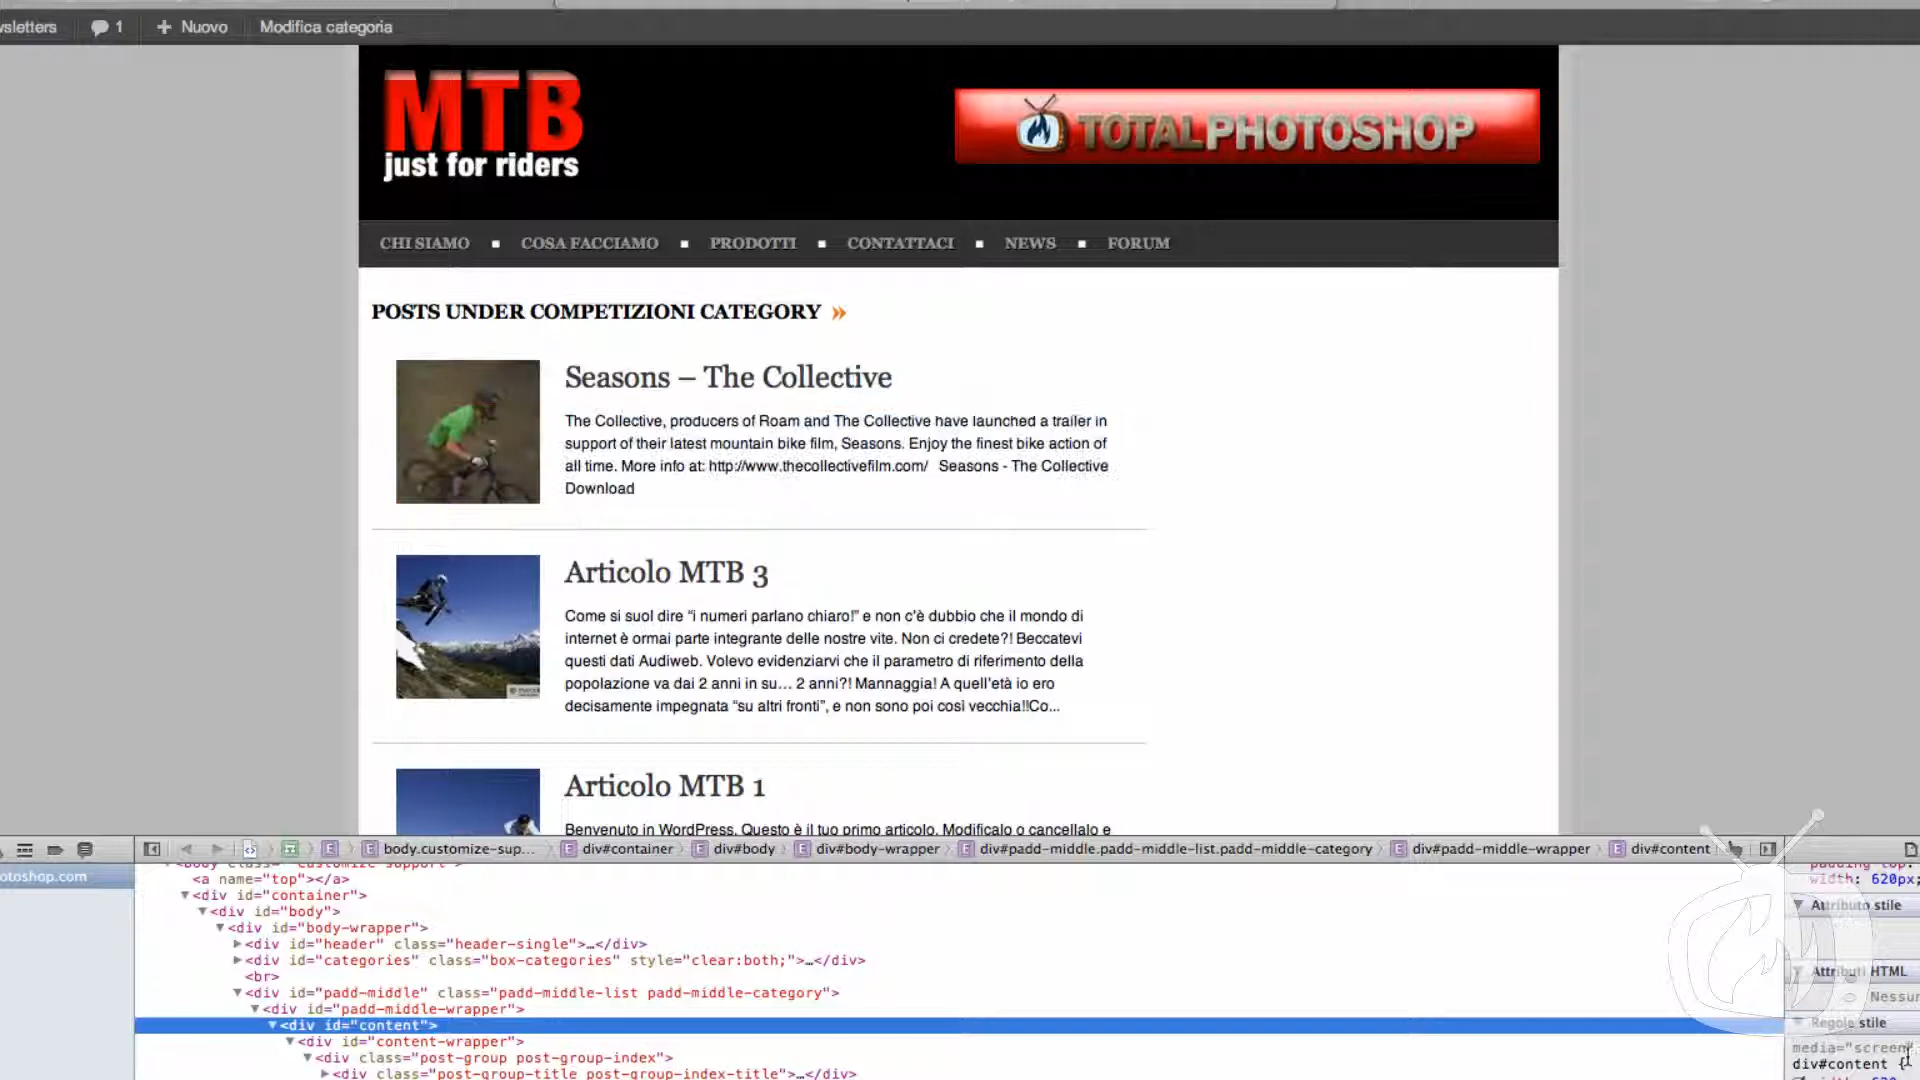 1 Nuovo Modifica categoria
MTB
just for riders
TOTALPHOTOSHOP
CHI SIAMO COSA FACCIAMO PRODOTTI CONTATTACI NEWS FORUM
POSTS UNDER COMPETIZIONI CATEGORY »
Seasons – The Collective
The Collective, producers of Roam and The Collective have launched a trailer in
support of their latest mountain bike film, Seasons. Enjoy the finest bike action of
all time. More info at: http://www.thecollectivefilm.com/ Seasons - The Collective
Download
Articolo MTB 3
Come si suol dire “i numeri parlano chiaro!” e non c’è dubbio che il mondo di
internet è ormai parte integrante delle nostre vite. Non ci credete?! Beccatevi
questi dati Audiweb. Volevo evidenziarvi che il parametro di riferimento della
popolazione va dai 2 anni in su… 2 anni?! Mannaggia! A quell’età io ero
decisamente impegnata “su altri fronti”, e non sono poi così vecchia!!Co...
Articolo MTB 1
Benvenuto in WordPress. Questo è il tuo primo articolo. Modificalo o cancellalo e
body.customize-sup... div#container div#body div#body-wrapper div#padd-middle.padd-middle-list.padd-middle-category div#padd-middle-wrapper div#content
otoshop.com
<a name="top"></a>
<div id="container">
<div id="body">
<div id="body-wrapper">
<div id="header" class="header-single">…</div>
<div id="categories" class="box-categories" style="clear:both;">…</div>
<br>
<div id="padd-middle" class="padd-middle-list padd-middle-category">
<div id="padd-middle-wrapper">
<div id="content">
<div id="content-wrapper">
<div class="post-group post-group-index">
<div class="post-group-title post-group-index-title">…</div>
width: 620px;
Attributo stile
Attributi HTML
Regole stile
media="screen"
div#content {